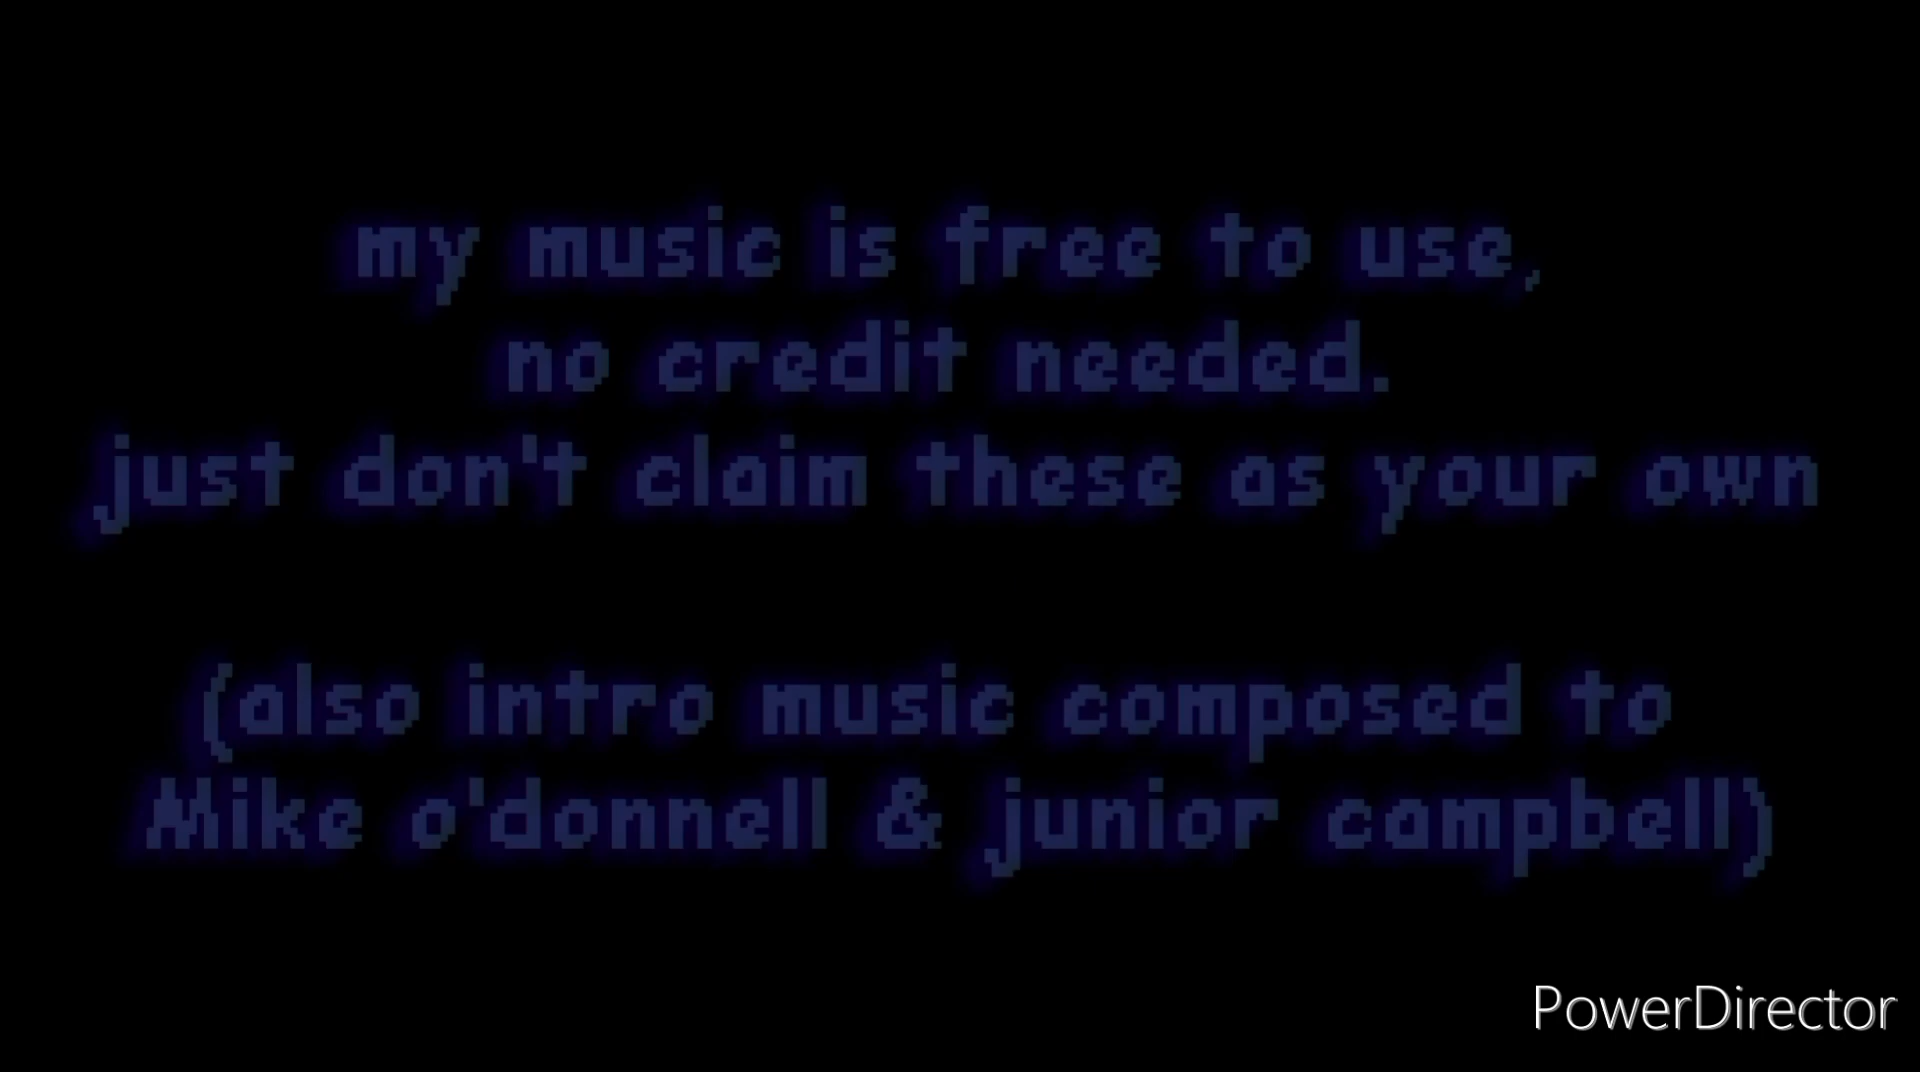 my music is free to use,
no credit needed.
just don't claim these as your own
(also intro music composed to
Mike o'donnell & junior campbell)
PowerDirector